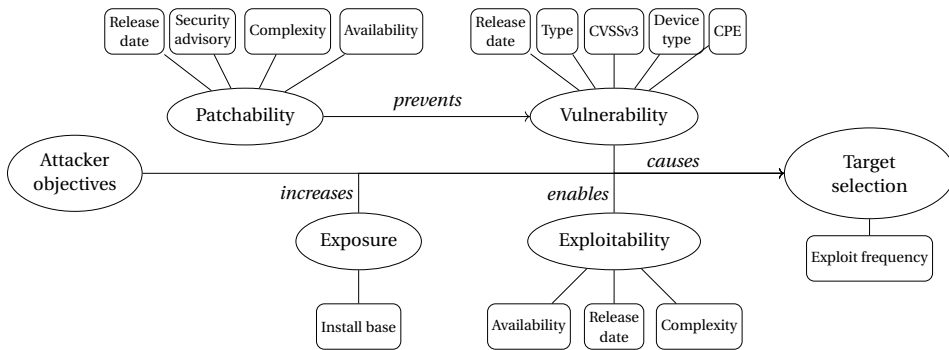 Release
date
Security
advisory
Complexity
Availability
Release
date
Type
CVSSv3
Device
type
CPE
Patchability
prevents
Vulnerability
Attacker
objectives
causes
Target
selection
increases
enables
Exposure
Exploitability
Exploit frequency
Install base
Availability
Release
date
Complexity